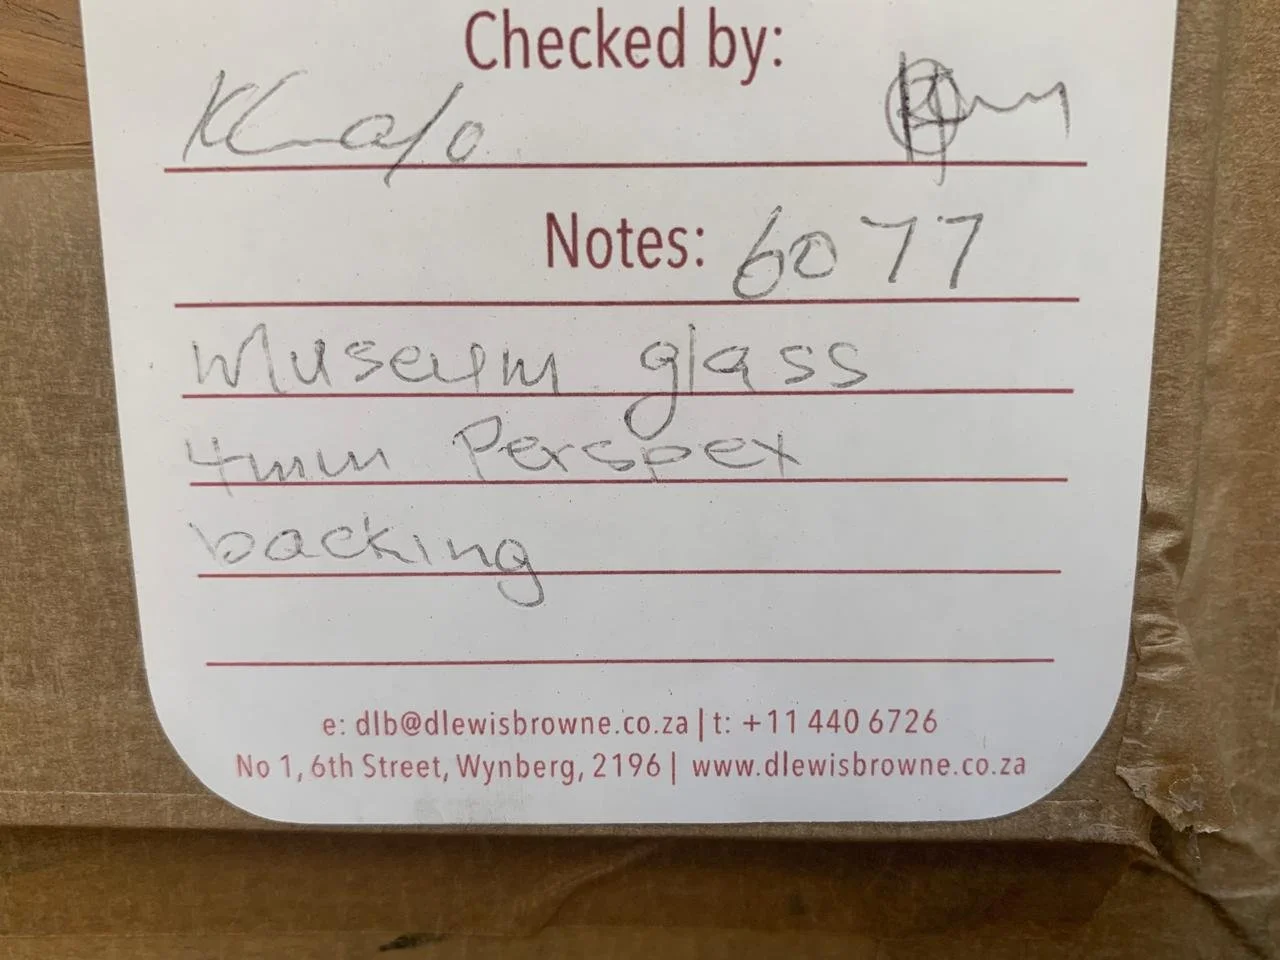 Checked by:
Notes: 6077
Museum glass
4mm Perspex
backing
e: dlb@dlewisbrowne.co.za | t: +11 440 6726
No 1, 6th Street, Wynberg, 2196 | www.dlewisbrowne.co.za